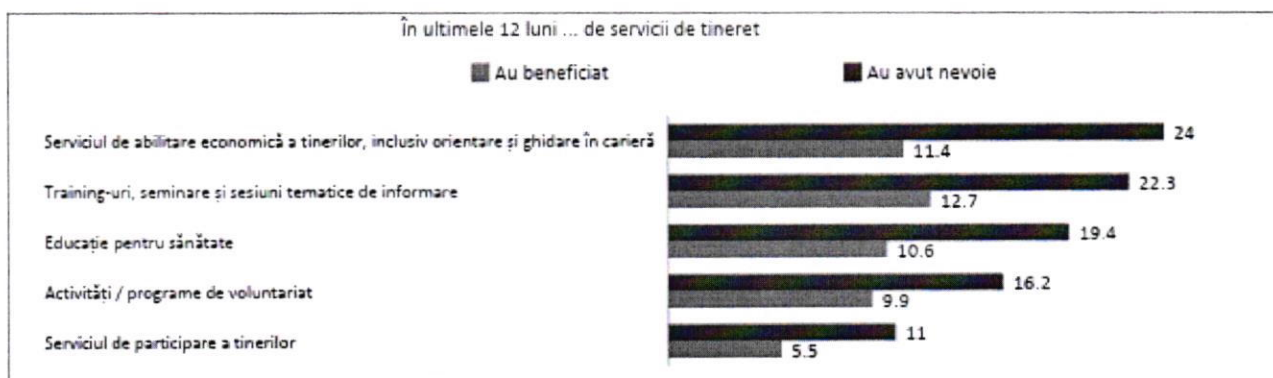 În ultimele 12 luni ... de servicii de tineret
Au beneficiat
Au avut nevoie
Serviciul de abilitare economică a tinerilor, inclusiv orientare și ghidare în carieră
24
11.4
Training-uri, seminare și sesiuni tematice de informare
22.3
12.7
Educație pentru sănătate
19.4
10.6
Activități / programe de voluntariat
16.2
9.9
Serviciul de participare a tinerilor
11
5.5